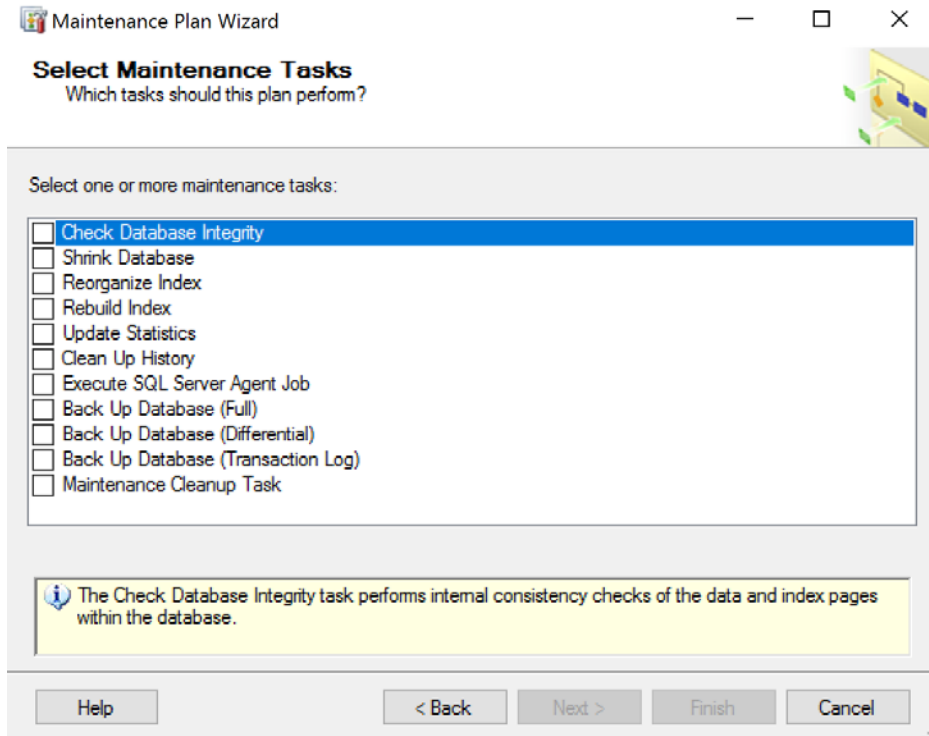 Maintenance Plan Wizard
Select Maintenance Tasks
Which tasks should this plan perform?
Select one or more maintenance tasks:
Check Database Integrity
Shrink Database
Reorganize Index
Rebuild Index
Update Statistics
Clean Up History
Execute SQL Server Agent Job
Back Up Database (Full)
Back Up Database (Differential)
Back Up Database (Transaction Log)
Maintenance Cleanup Task
The Check Database Integrity task performs internal consistency checks of the data and index pages
within the database.
Help
< Back
Next >
Finish
Cancel